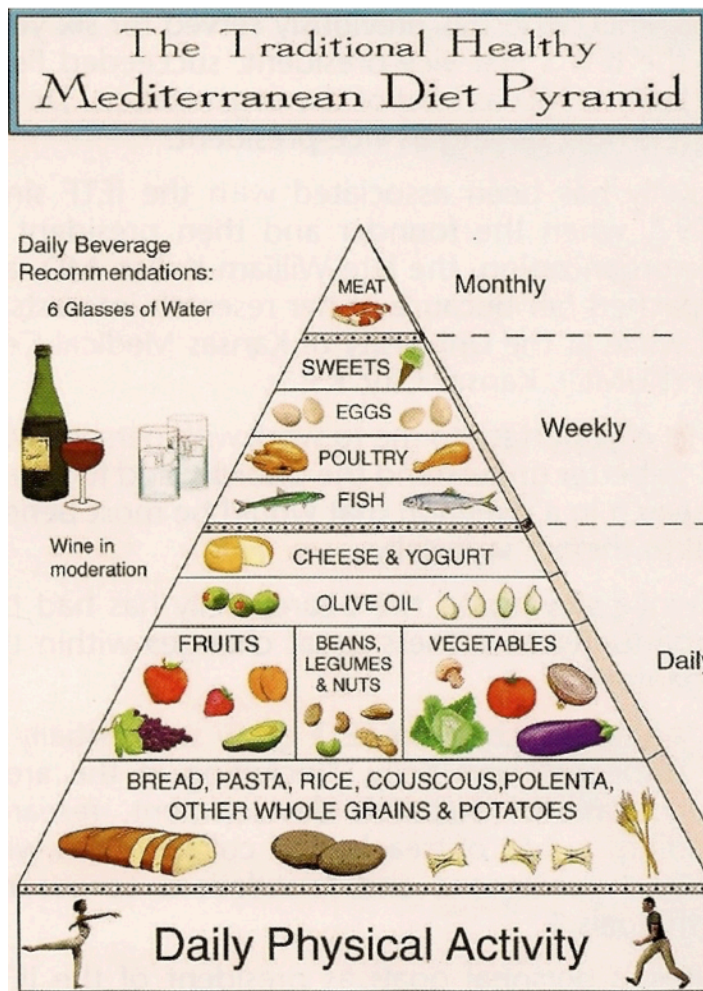 The Traditional Healthy
Mediterranean Diet Pyramid
Daily Beverage
Recommendations:
6 Glasses of Water
Wine in
moderation
MEAT
Monthly
SWEETS
EGGS
POULTRY
FISH
Weekly
CHEESE & YOGURT
OLIVE OIL
FRUITS
BEANS,
LEGUMES
& NUTS
VEGETABLES
Daily
BREAD, PASTA, RICE, COUSCOUS,POLENTA,
OTHER WHOLE GRAINS & POTATOES
Daily Physical Activity